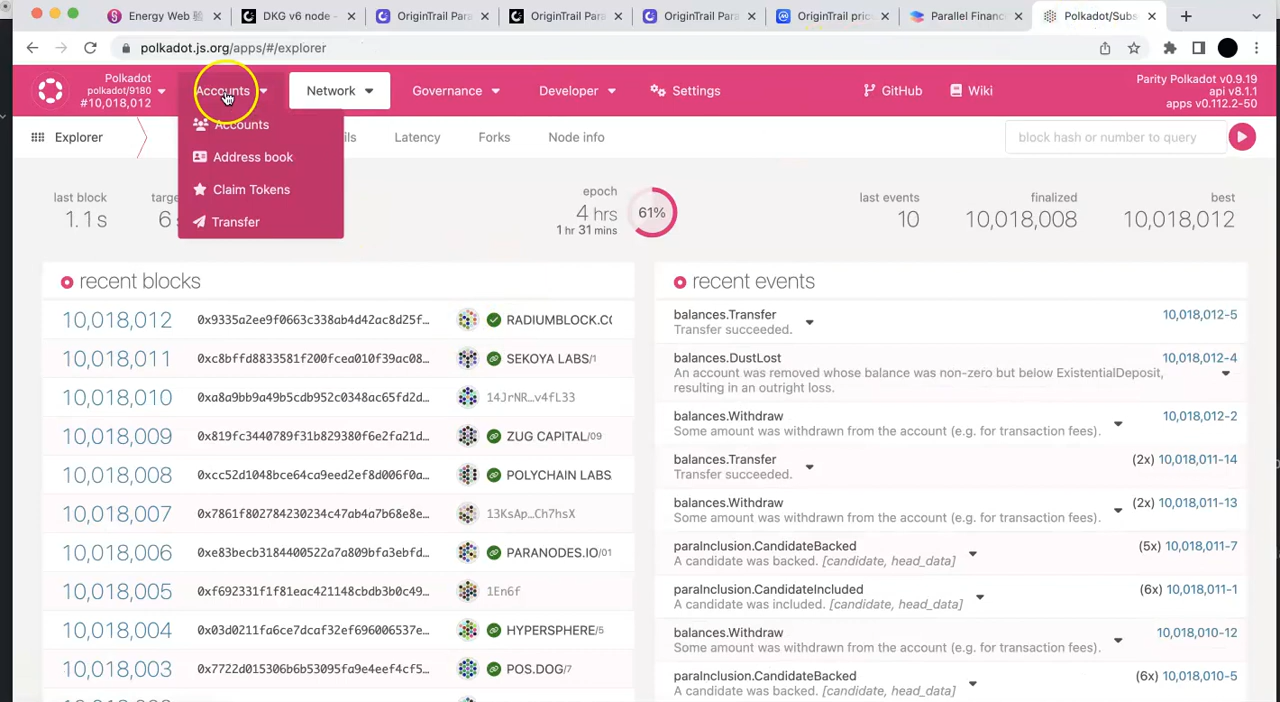 Energy Web
DKG v6 node -
OriginTrail Para
OriginTrail Para
OriginTrail Para
OriginTrail pric
Parallel Financ
Polkadot/Subs
polkadot.js.org/apps/#/explorer
Polkadot
polkadot/9180
#10,018,012
Accounts
Network
Governance
Developer
Settings
GitHub
Wiki
Parity Polkadot v0.9.19
api v8.1.1
apps v0.112.2-50
Explorer
ils
Latency
Forks
Node info
block hash or number to query
Accounts
Address book
Claim Tokens
Transfer
last block
1.1 s
targe
6 s
epoch
4 hrs
1 hr 31 mins
61%
last events
10
finalized
10,018,008
best
10,018,012
recent blocks
10,018,012 0x9335a2ee9f0663c338ab4d42ac8d25f… RADIUMBLOCK.CO
10,018,011 0xc8bffd8833581f200fcea010f39ac08… SEKOYA LABS/1
10,018,010 0xa8a9bb9a49b5cdb952c0348ac65fd2d… 14JrNR…v4fL33
10,018,009 0x819fc3440789f31b829380f6e2fa21d… ZUG CAPITAL/09
10,018,008 0xcc52d1048bce64ca9eed2ef8d006f0a… POLYCHAIN LABS
10,018,007 0x7861f802784230234c47ab4a7b68e8e… 13KsAp…Ch7hsX
10,018,006 0xe83becb3184400522a7a809bfa3ebfd… PARANODES.IO/01
10,018,005 0xf692331f1f81eac421148cbdb3b0c49… 1En6f
10,018,004 0x03d0211fa6ce7dcaf32ef696006537e… HYPERSPHERE/5
10,018,003 0x7722d015306b6b53095fa9e4eef4cf5… POS.DOG/7
recent events
balances.Transfer 10,018,012-5
Transfer succeeded.
balances.DustLost 10,018,012-4
An account was removed whose balance was non-zero but below ExistentialDeposit,
resulting in an outright loss.
balances.Withdraw 10,018,012-2
Some amount was withdrawn from the account (e.g. for transaction fees).
balances.Transfer (2x) 10,018,011-14
Transfer succeeded.
balances.Withdraw (2x) 10,018,011-13
Some amount was withdrawn from the account (e.g. for transaction fees).
paraInclusion.CandidateBacked (5x) 10,018,011-7
A candidate was backed. [candidate, head_data]
paraInclusion.CandidateIncluded (6x) 10,018,011-1
A candidate was included. [candidate, head_data]
balances.Withdraw 10,018,010-12
Some amount was withdrawn from the account (e.g. for transaction fees).
paraInclusion.CandidateBacked (6x) 10,018,010-5
A candidate was backed. [candidate, head_data]